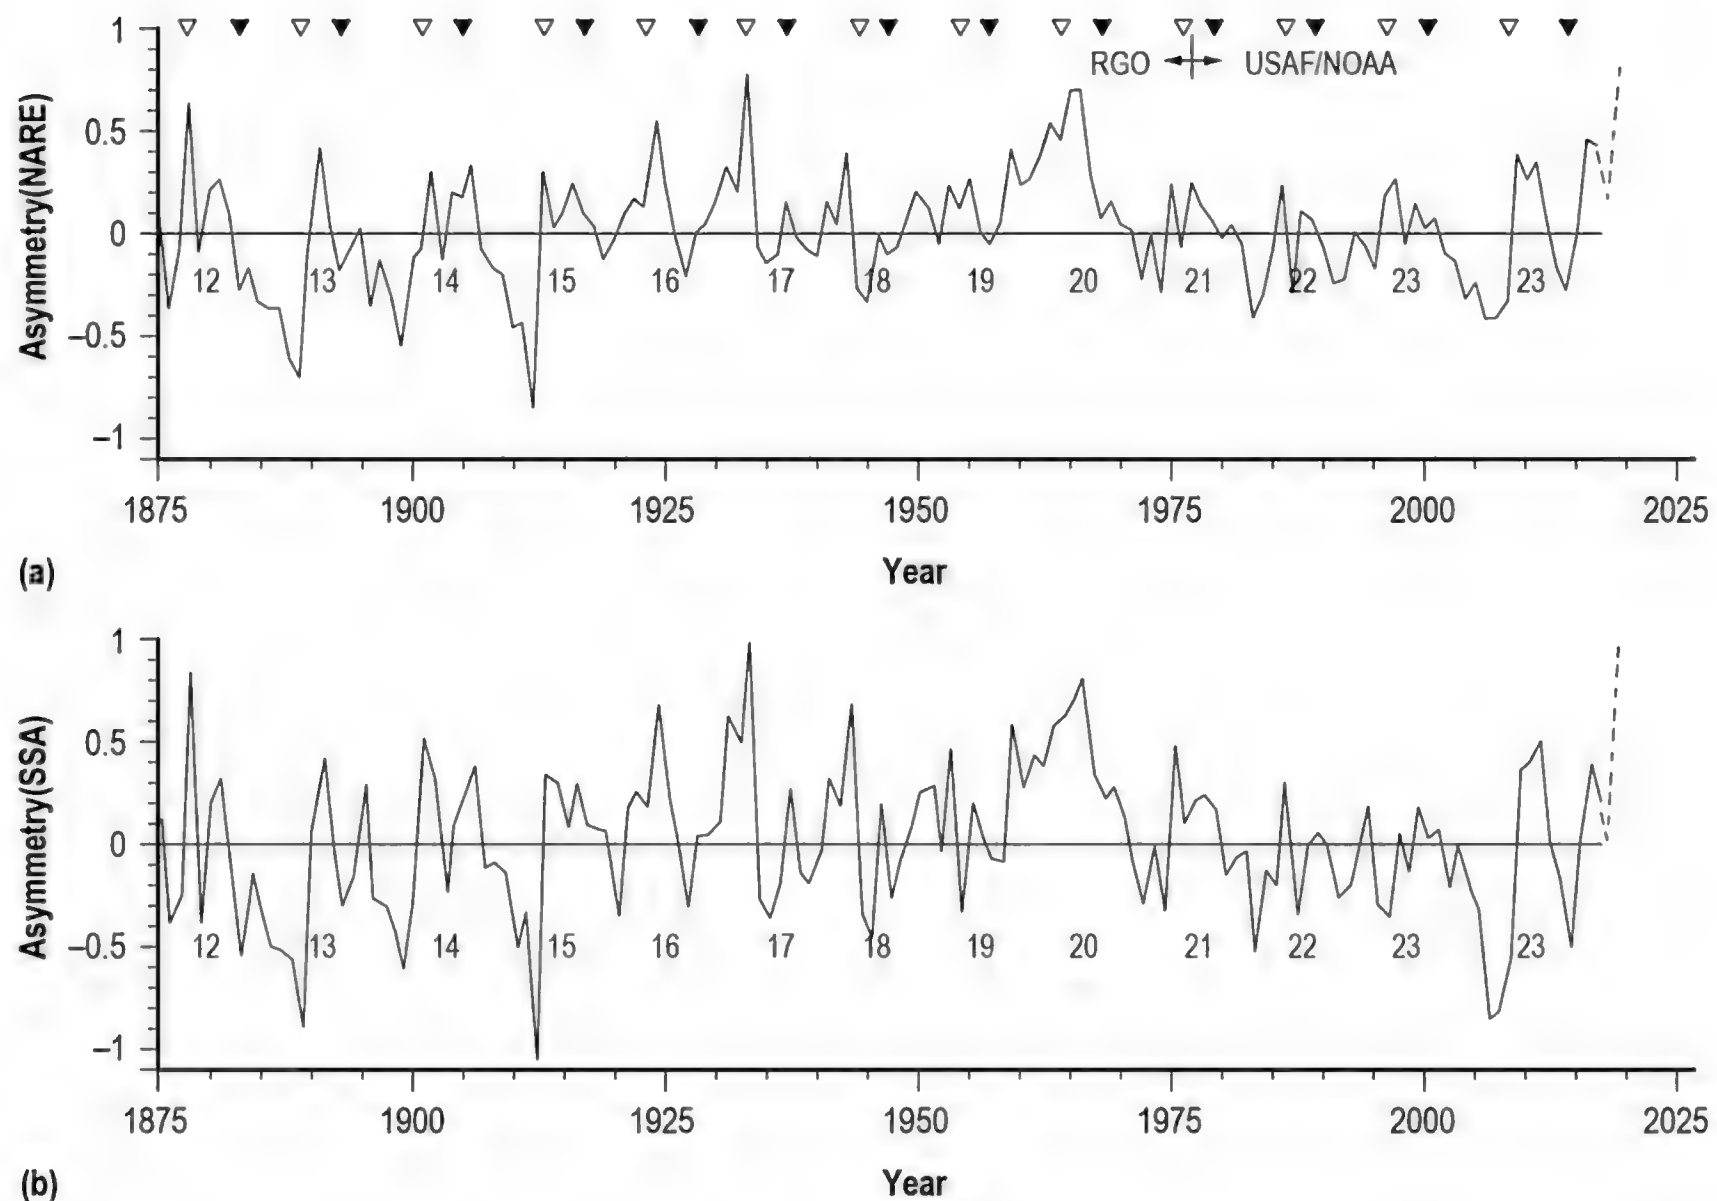 1
RGO USAF/NOAA
0.5
0
–0.5
–1
Asymmetry(NARE)
12 13 14 15 16 17 18 19 20 21 22 23 23
1875 1900 1925 1950 1975 2000 2025
(a) Year
1
0.5
0
–0.5
–1
Asymmetry(SSA)
12 13 14 15 16 17 18 19 20 21 22 23 23
1875 1900 1925 1950 1975 2000 2025
(b) Year